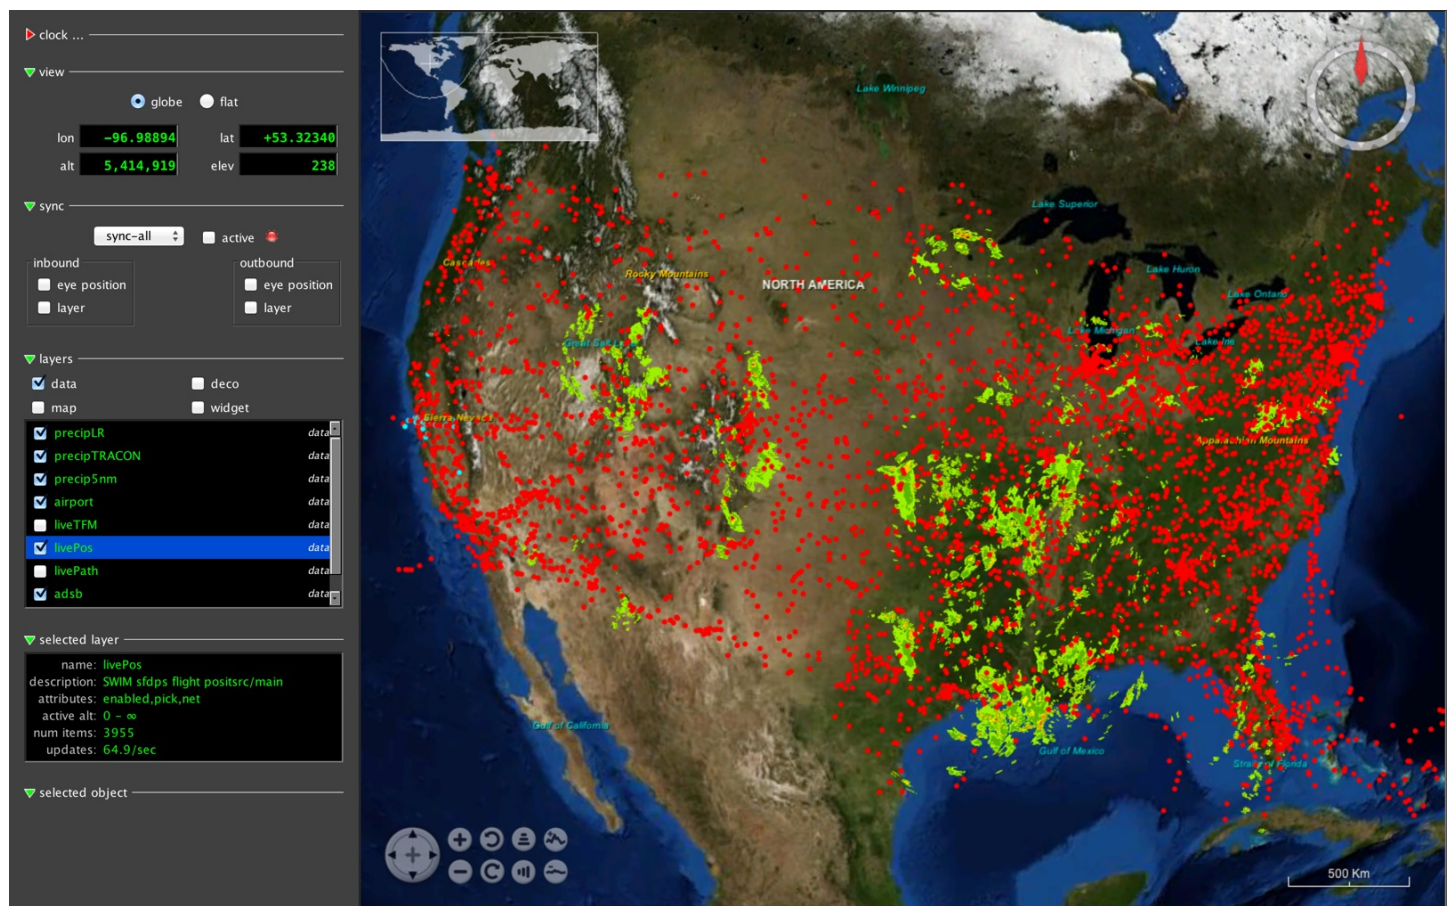 clock ...
view
globe flat
lon -96.98894 lat +53.32340
alt 5,414,919 elev 238
sync
sync-all active
inbound outbound
eye position eye position
layer layer
layers
data deco
map widget
precipLR data
precipTRACON data
precip5nm data
airport data
liveTFM data
livePos data
livePath data
adsb data
selected layer
name: livePos
description: SWIM sfdps flight positsrc/main
attributes: enabled,pick,net
active alt: 0 - ∞
num items: 3955
updates: 64.9/sec
selected object
Lake Winnipeg
Lake Superior
Cascades
Rocky Mountains
NORTH AMERICA
Lake Huron
Lake Ontario
Lake Michigan
Lake Erie
Great Salt Lake
Sierra Nevada
Appalachian Mountains
Gulf of California
Gulf of Mexico
Straits of Florida
500 Km